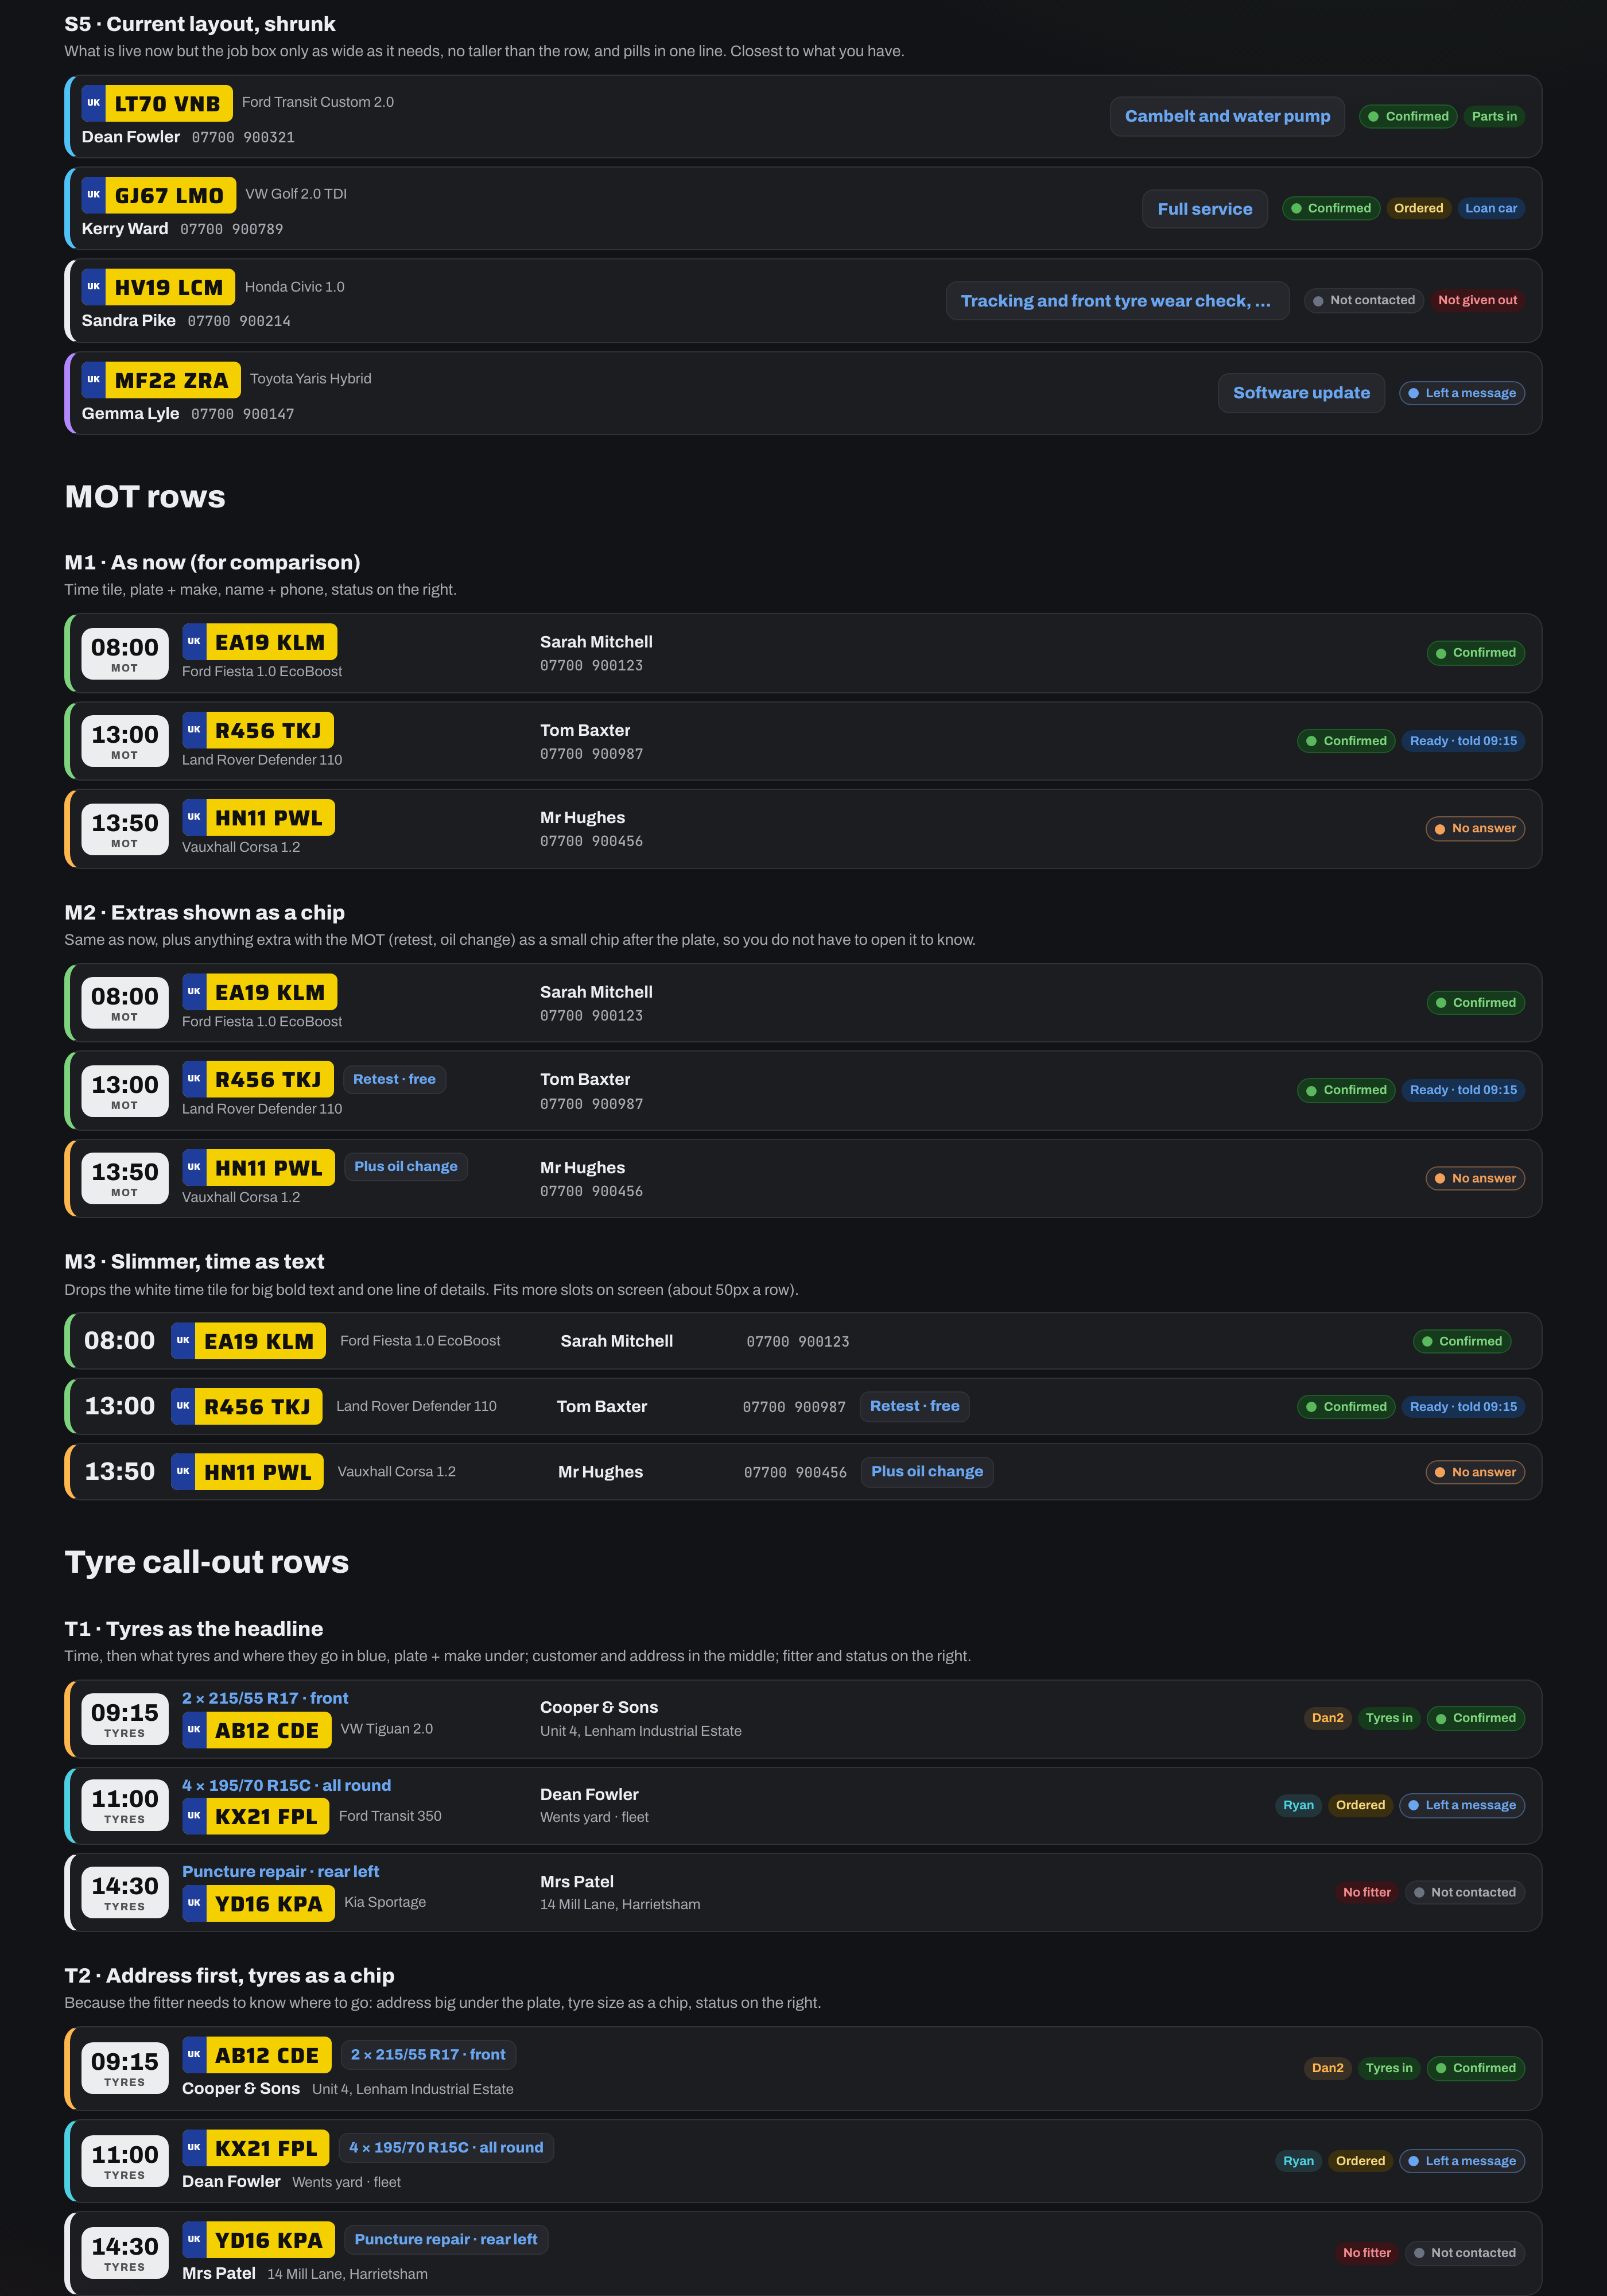 S5 · Current layout, shrunk
What is live now but the job box only as wide as it needs, no taller than the row, and pills in one line. Closest to what you have.
UK LT70 VNB Ford Transit Custom 2.0
Dean Fowler 07700 900321
Cambelt and water pump Confirmed Parts in
UK GJ67 LMO VW Golf 2.0 TDI
Kerry Ward 07700 900789
Full service Confirmed Ordered Loan car
UK HV19 LCM Honda Civic 1.0
Sandra Pike 07700 900214
Tracking and front tyre wear check, ... Not contacted Not given out
UK MF22 ZRA Toyota Yaris Hybrid
Gemma Lyle 07700 900147
Software update Left a message
MOT rows
M1 · As now (for comparison)
Time tile, plate + make, name + phone, status on the right.
08:00
MOT
UK EA19 KLM
Ford Fiesta 1.0 EcoBoost
Sarah Mitchell
07700 900123
Confirmed
13:00
MOT
UK R456 TKJ
Land Rover Defender 110
Tom Baxter
07700 900987
Confirmed Ready · told 09:15
13:50
MOT
UK HN11 PWL
Vauxhall Corsa 1.2
Mr Hughes
07700 900456
No answer
M2 · Extras shown as a chip
Same as now, plus anything extra with the MOT (retest, oil change) as a small chip after the plate, so you do not have to open it to know.
08:00
MOT
UK EA19 KLM
Ford Fiesta 1.0 EcoBoost
Sarah Mitchell
07700 900123
Confirmed
13:00
MOT
UK R456 TKJ Retest · free
Land Rover Defender 110
Tom Baxter
07700 900987
Confirmed Ready · told 09:15
13:50
MOT
UK HN11 PWL Plus oil change
Vauxhall Corsa 1.2
Mr Hughes
07700 900456
No answer
M3 · Slimmer, time as text
Drops the white time tile for big bold text and one line of details. Fits more slots on screen (about 50px a row).
08:00 UK EA19 KLM Ford Fiesta 1.0 EcoBoost Sarah Mitchell 07700 900123 Confirmed
13:00 UK R456 TKJ Land Rover Defender 110 Tom Baxter 07700 900987 Retest · free Confirmed Ready · told 09:15
13:50 UK HN11 PWL Vauxhall Corsa 1.2 Mr Hughes 07700 900456 Plus oil change No answer
Tyre call-out rows
T1 · Tyres as the headline
Time, then what tyres and where they go in blue, plate + make under; customer and address in the middle; fitter and status on the right.
09:15
TYRES
2 × 215/55 R17 · front
UK AB12 CDE VW Tiguan 2.0
Cooper & Sons
Unit 4, Lenham Industrial Estate
Dan2 Tyres in Confirmed
11:00
TYRES
4 × 195/70 R15C · all round
UK KX21 FPL Ford Transit 350
Dean Fowler
Wents yard · fleet
Ryan Ordered Left a message
14:30
TYRES
Puncture repair · rear left
UK YD16 KPA Kia Sportage
Mrs Patel
14 Mill Lane, Harrietsham
No fitter Not contacted
T2 · Address first, tyres as a chip
Because the fitter needs to know where to go: address big under the plate, tyre size as a chip, status on the right.
09:15
TYRES
UK AB12 CDE 2 × 215/55 R17 · front
Cooper & Sons Unit 4, Lenham Industrial Estate
Dan2 Tyres in Confirmed
11:00
TYRES
UK KX21 FPL 4 × 195/70 R15C · all round
Dean Fowler Wents yard · fleet
Ryan Ordered Left a message
14:30
TYRES
UK YD16 KPA Puncture repair · rear left
Mrs Patel 14 Mill Lane, Harrietsham
No fitter Not contacted